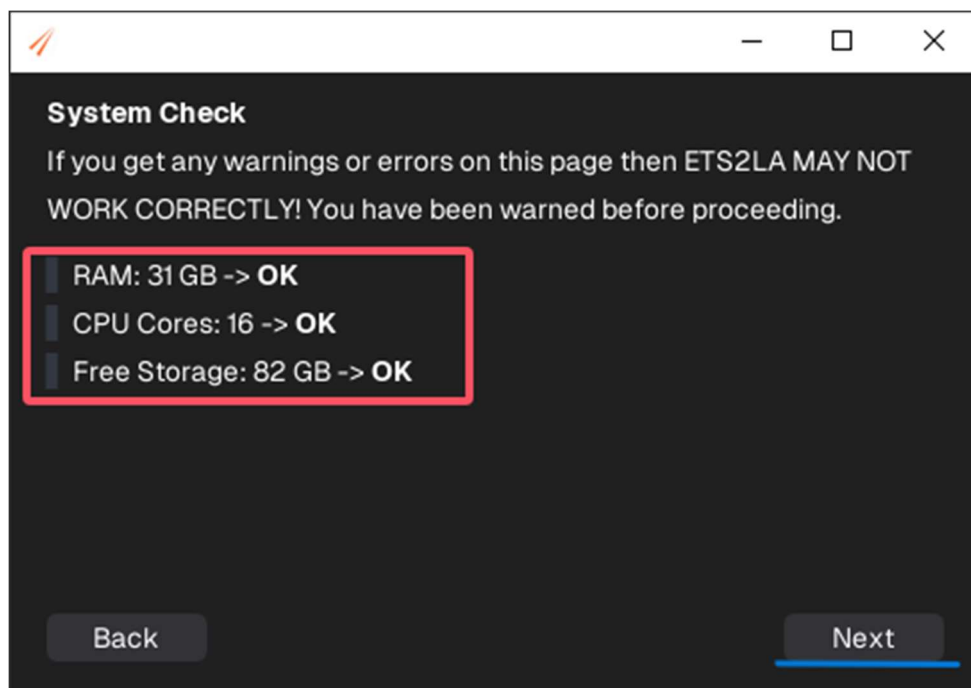 System Check
If you get any warnings or errors on this page then ETS2LA MAY NOT
WORK CORRECTLY! You have been warned before proceeding.
RAM: 31 GB -> OK
CPU Cores: 16 -> OK
Free Storage: 82 GB -> OK
Back
Next